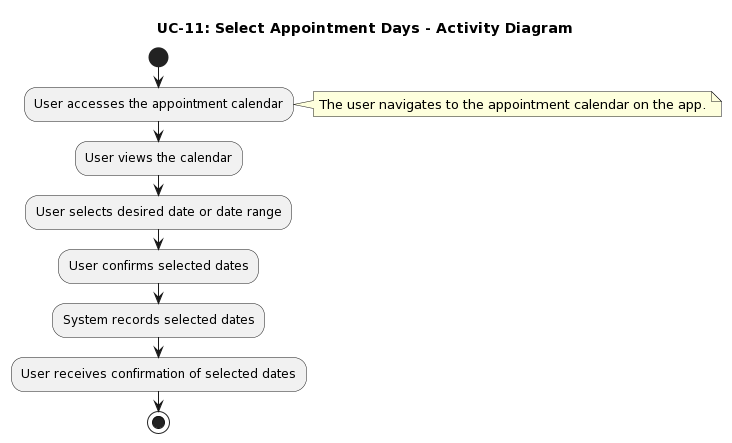 UC-11: Select Appointment Days - Activity Diagram
User accesses the appointment calendar
The user navigates to the appointment calendar on the app.
User views the calendar
User selects desired date or date range
User confirms selected dates
System records selected dates
User receives confirmation of selected dates